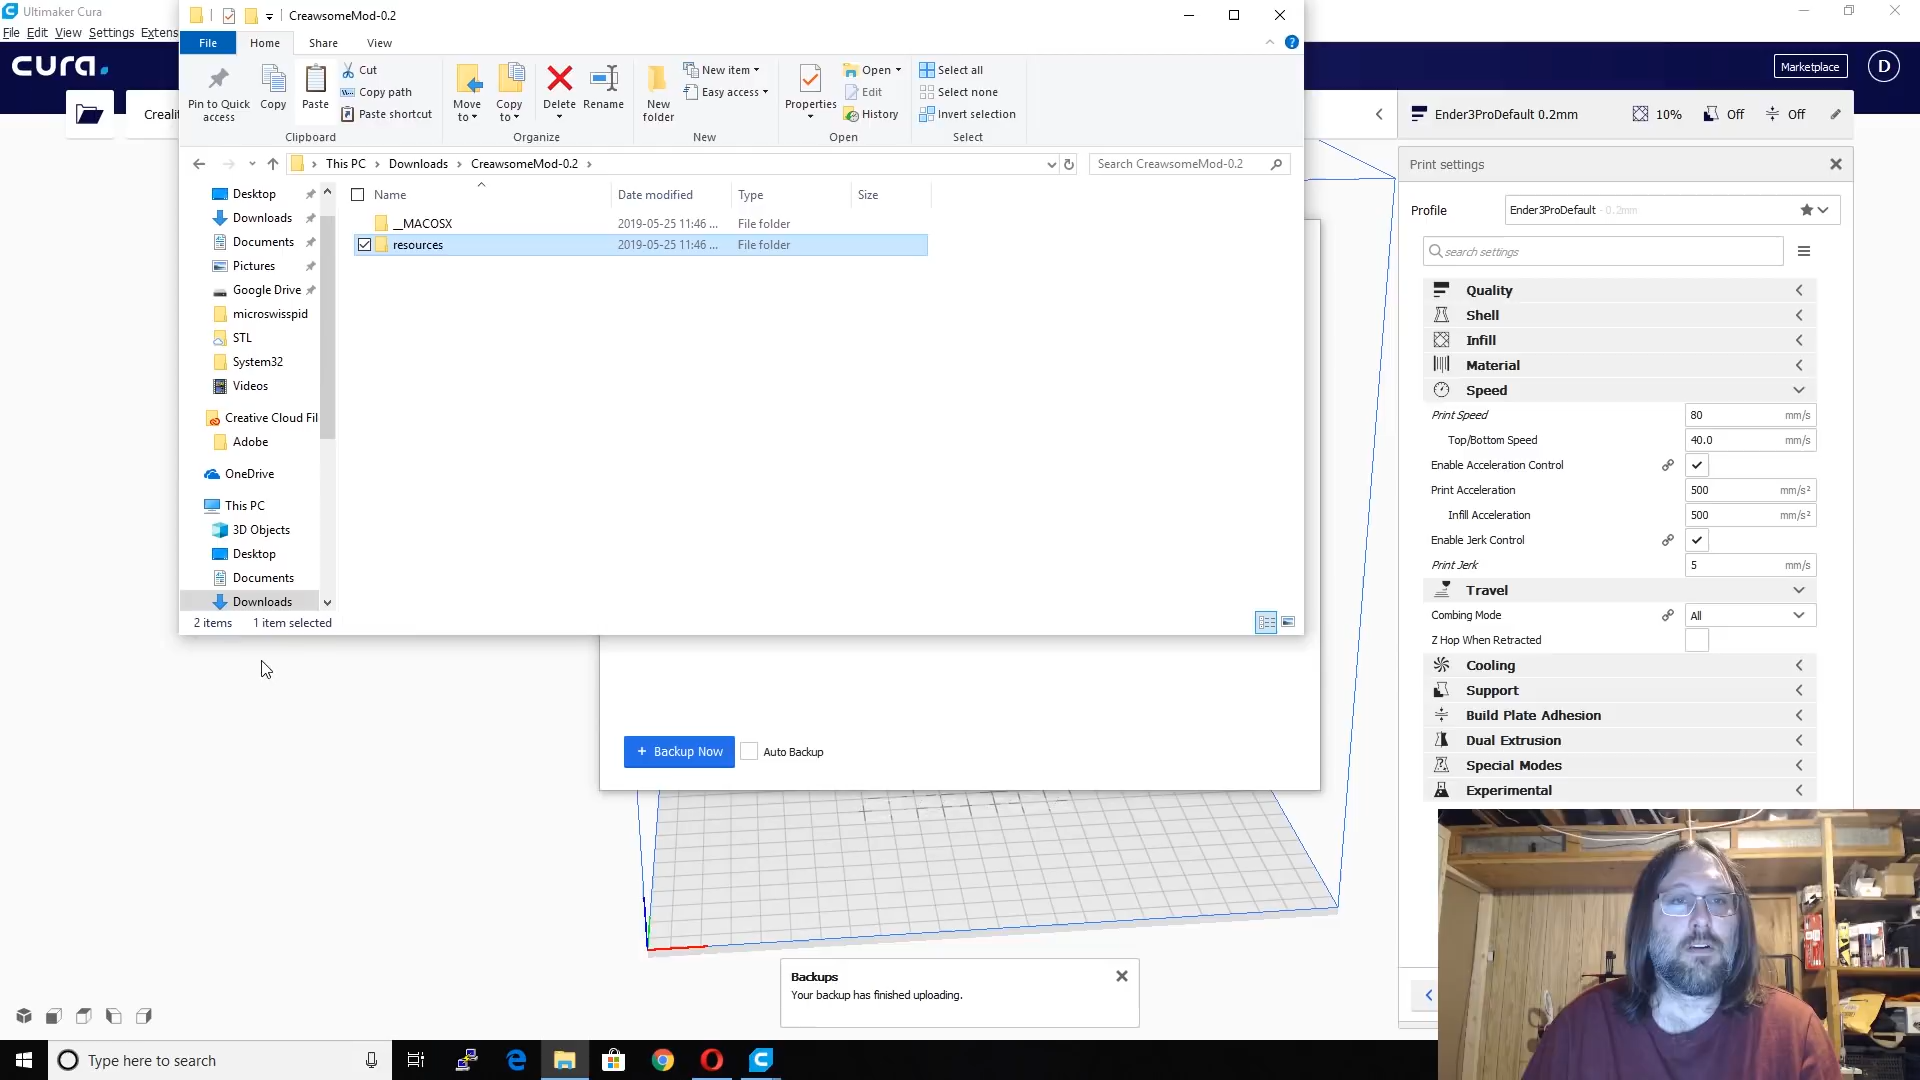 Ultimaker Cura
File Edit View Settings Extens
cura.
Creali
CreawsomeMod-0.2
File Home Share View
Pin to Quick access
Copy
Paste
Cut
Copy path
Paste shortcut
Clipboard
Move to
Copy to
Delete
Rename
Organize
New folder
New item
Easy access
New
Properties
Open
Edit
History
Open
Select all
Select none
Invert selection
Select
This PC > Downloads > CreawsomeMod-0.2 >
Search CreawsomeMod-0.2
Desktop
Downloads
Documents
Pictures
Google Drive
microswisspid
STL
System32
Videos
Creative Cloud Fil
Adobe
OneDrive
This PC
3D Objects
Desktop
Documents
Downloads
Name Date modified Type Size
__MACOSX 2019-05-25 11:46 ... File folder
resources 2019-05-25 11:46 ... File folder
2 items 1 item selected
Marketplace D
Ender3ProDefault 0.2mm 10% Off Off
Print settings
Profile Ender3ProDefault - 0.2mm
search settings
Quality
Shell
Infill
Material
Speed
Print Speed 80 mm/s
Top/Bottom Speed 40.0 mm/s
Enable Acceleration Control
Print Acceleration 500 mm/s²
Infill Acceleration 500 mm/s²
Enable Jerk Control
Print Jerk 5 mm/s
Travel
Combing Mode All
Z Hop When Retracted
Cooling
Support
Build Plate Adhesion
Dual Extrusion
Special Modes
Experimental
+ Backup Now Auto Backup
Backups
Your backup has finished uploading.
Type here to search